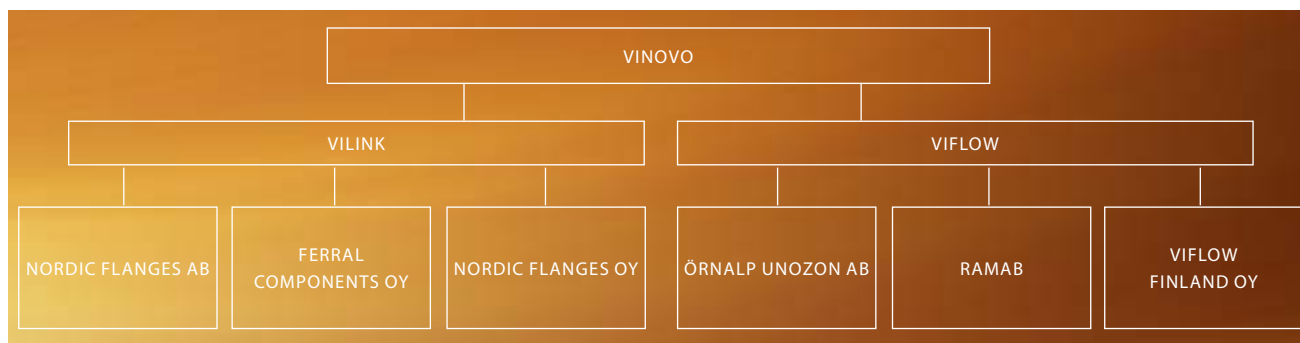 VINOVO
VILINK
VIFLOW
NORDIC FLANGES AB
FERRAL
COMPONENTS OY
NORDIC FLANGES OY
ÖRNALP UNOZON AB
RAMAB
VIFLOW
FINLAND OY